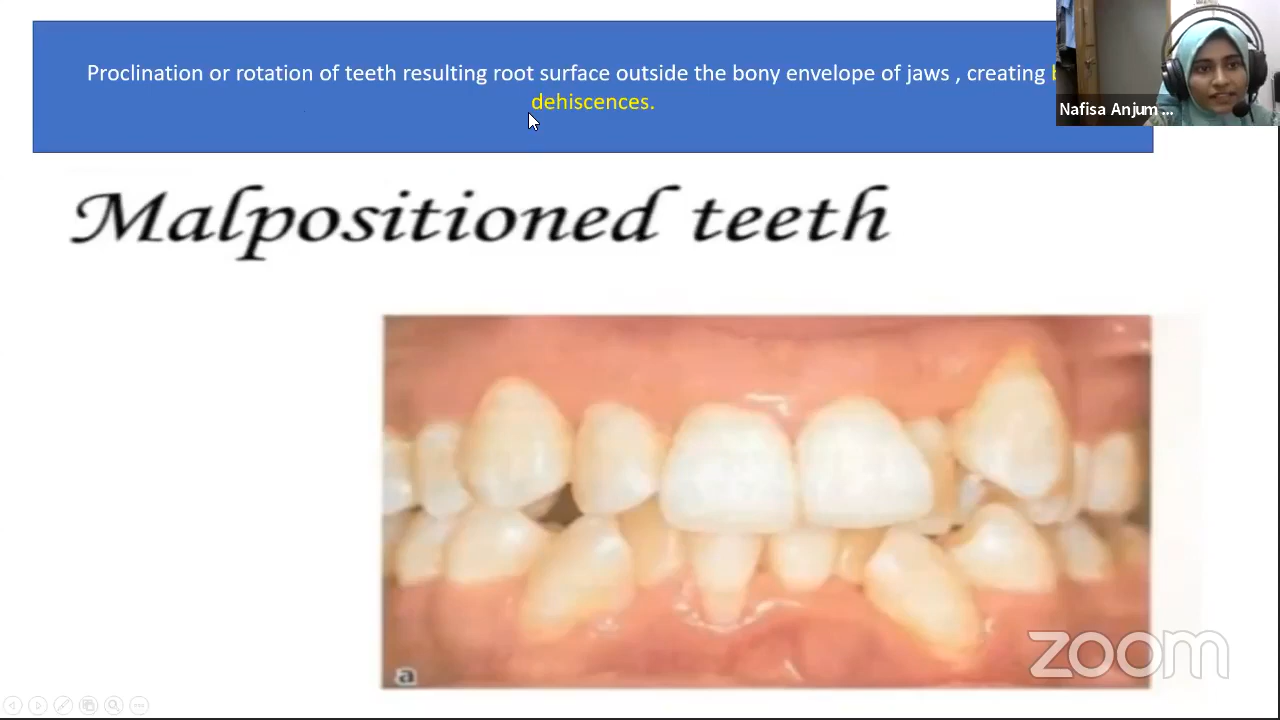 Proclination or rotation of teeth resulting root surface outside the bony envelope of jaws , creating
dehiscences.
Nafisa Anjum ...
Malpositioned teeth
zoom
a